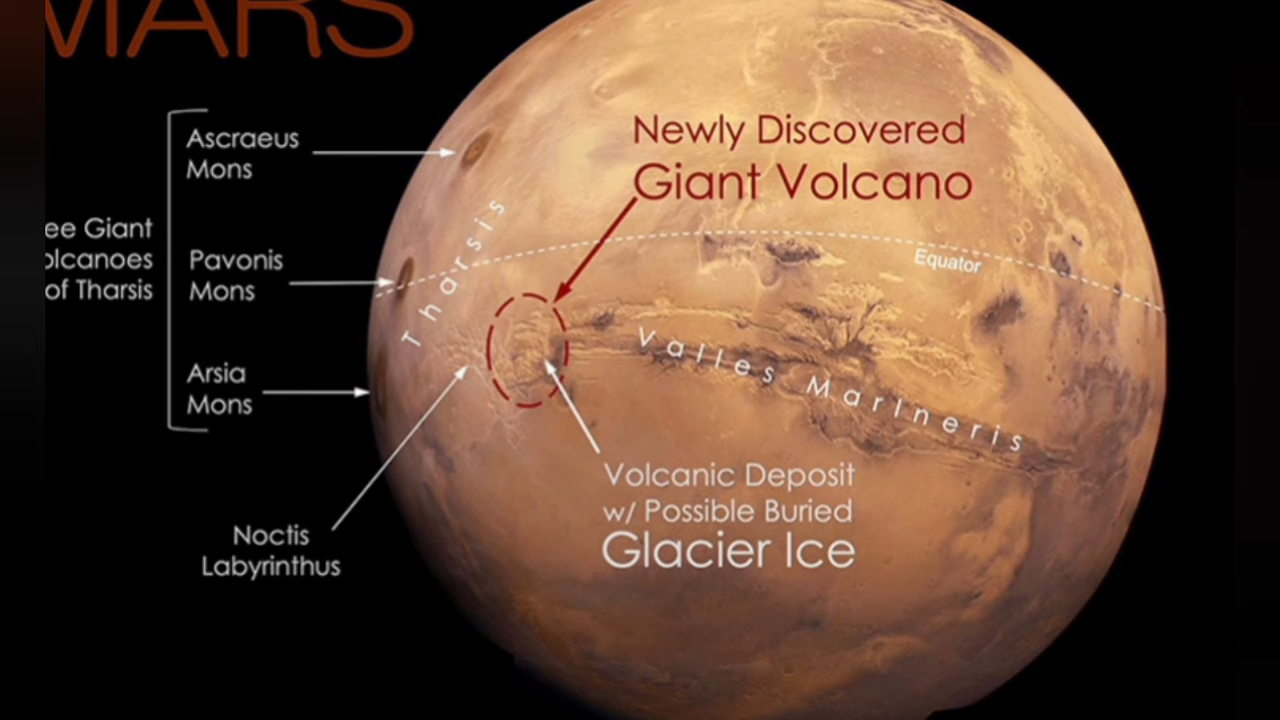 MARS
Ascraeus
Mons
ee Giant
olcanoes
of Tharsis
Pavonis
Mons
Arsia
Mons
Noctis
Labyrinthus
Tharsis
Newly Discovered
Giant Volcano
Equator
Valles MarIneris
Volcanic Deposit
w/ Possible Buried
Glacier Ice